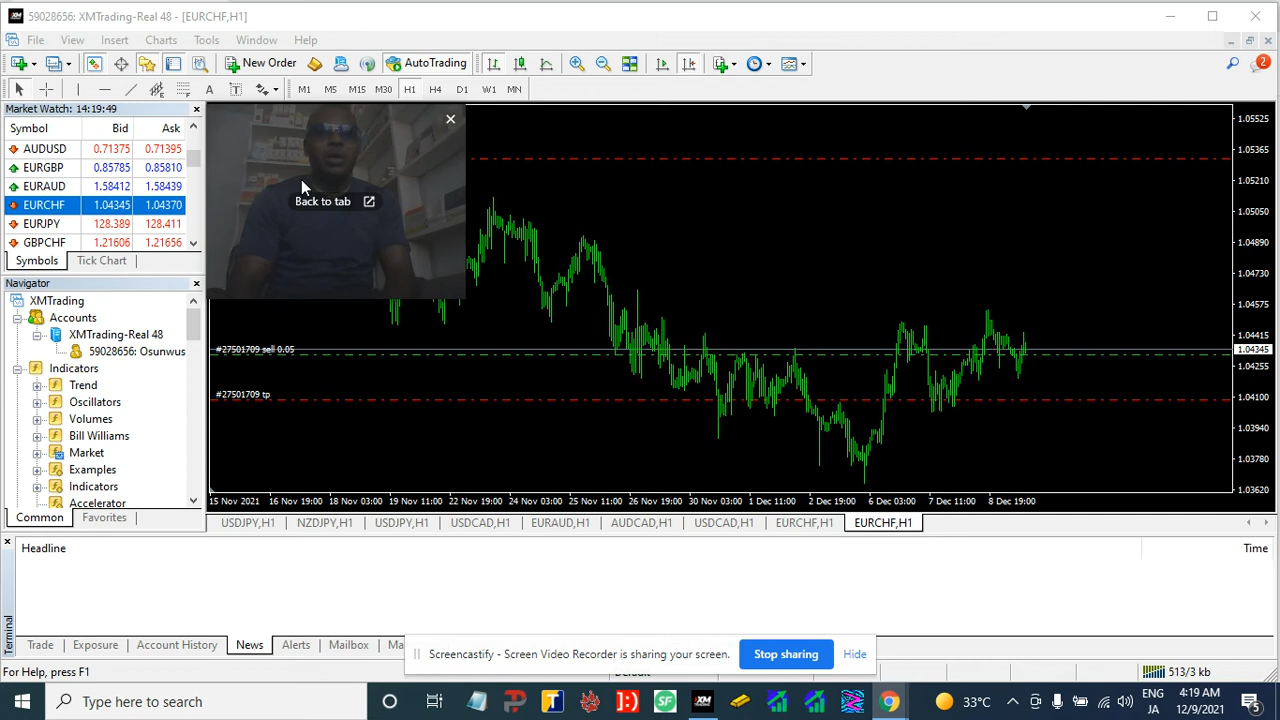 59028656: XMTrading-Real 48 - [EURCHF,H1]
File View Insert Charts Tools Window Help
New Order AutoTrading
A T M1 M5 M15 M30 H1 H4 D1 W1 MN
2
Market Watch: 14:19:49
Symbol Bid Ask
AUDUSD 0.71375 0.71395
EURGBP 0.85785 0.85810
EURAUD 1.58412 1.58439
EURCHF 1.04345 1.04370
EURJPY 128.389 128.411
GBPCHF 1.21606 1.21656
Symbols Tick Chart
Navigator
XMTrading
Accounts
XMTrading-Real 48
59028656: Osunwus
Indicators
Trend
Oscillators
Volumes
Bill Williams
Market
Examples
Indicators
Accelerator
Common Favorites
Back to tab
#27501709 sell 0.05
#27501709 tp
1.05525
1.05365
1.05210
1.05050
1.04890
1.04730
1.04575
1.04415
1.04345
1.04255
1.04100
1.03940
1.03780
1.03620
15 Nov 2021 16 Nov 19:00 18 Nov 03:00 19 Nov 11:00 22 Nov 19:00 24 Nov 03:00 25 Nov 11:00 26 Nov 19:00 30 Nov 03:00 1 Dec 11:00 2 Dec 19:00 6 Dec 03:00 7 Dec 11:00 8 Dec 19:00
USDJPY,H1 NZDJPY,H1 USDJPY,H1 USDCAD,H1 EURAUD,H1 AUDCAD,H1 USDCAD,H1 EURCHF,H1 EURCHF,H1
Headline Time
Terminal
Trade Exposure Account History News Alerts Mailbox Ma
Screencastify - Screen Video Recorder is sharing your screen. Stop sharing Hide
For Help, press F1 Default 513/3 kb
Type here to search
33°C
ENG
JA
4:19 AM
12/9/2021
5